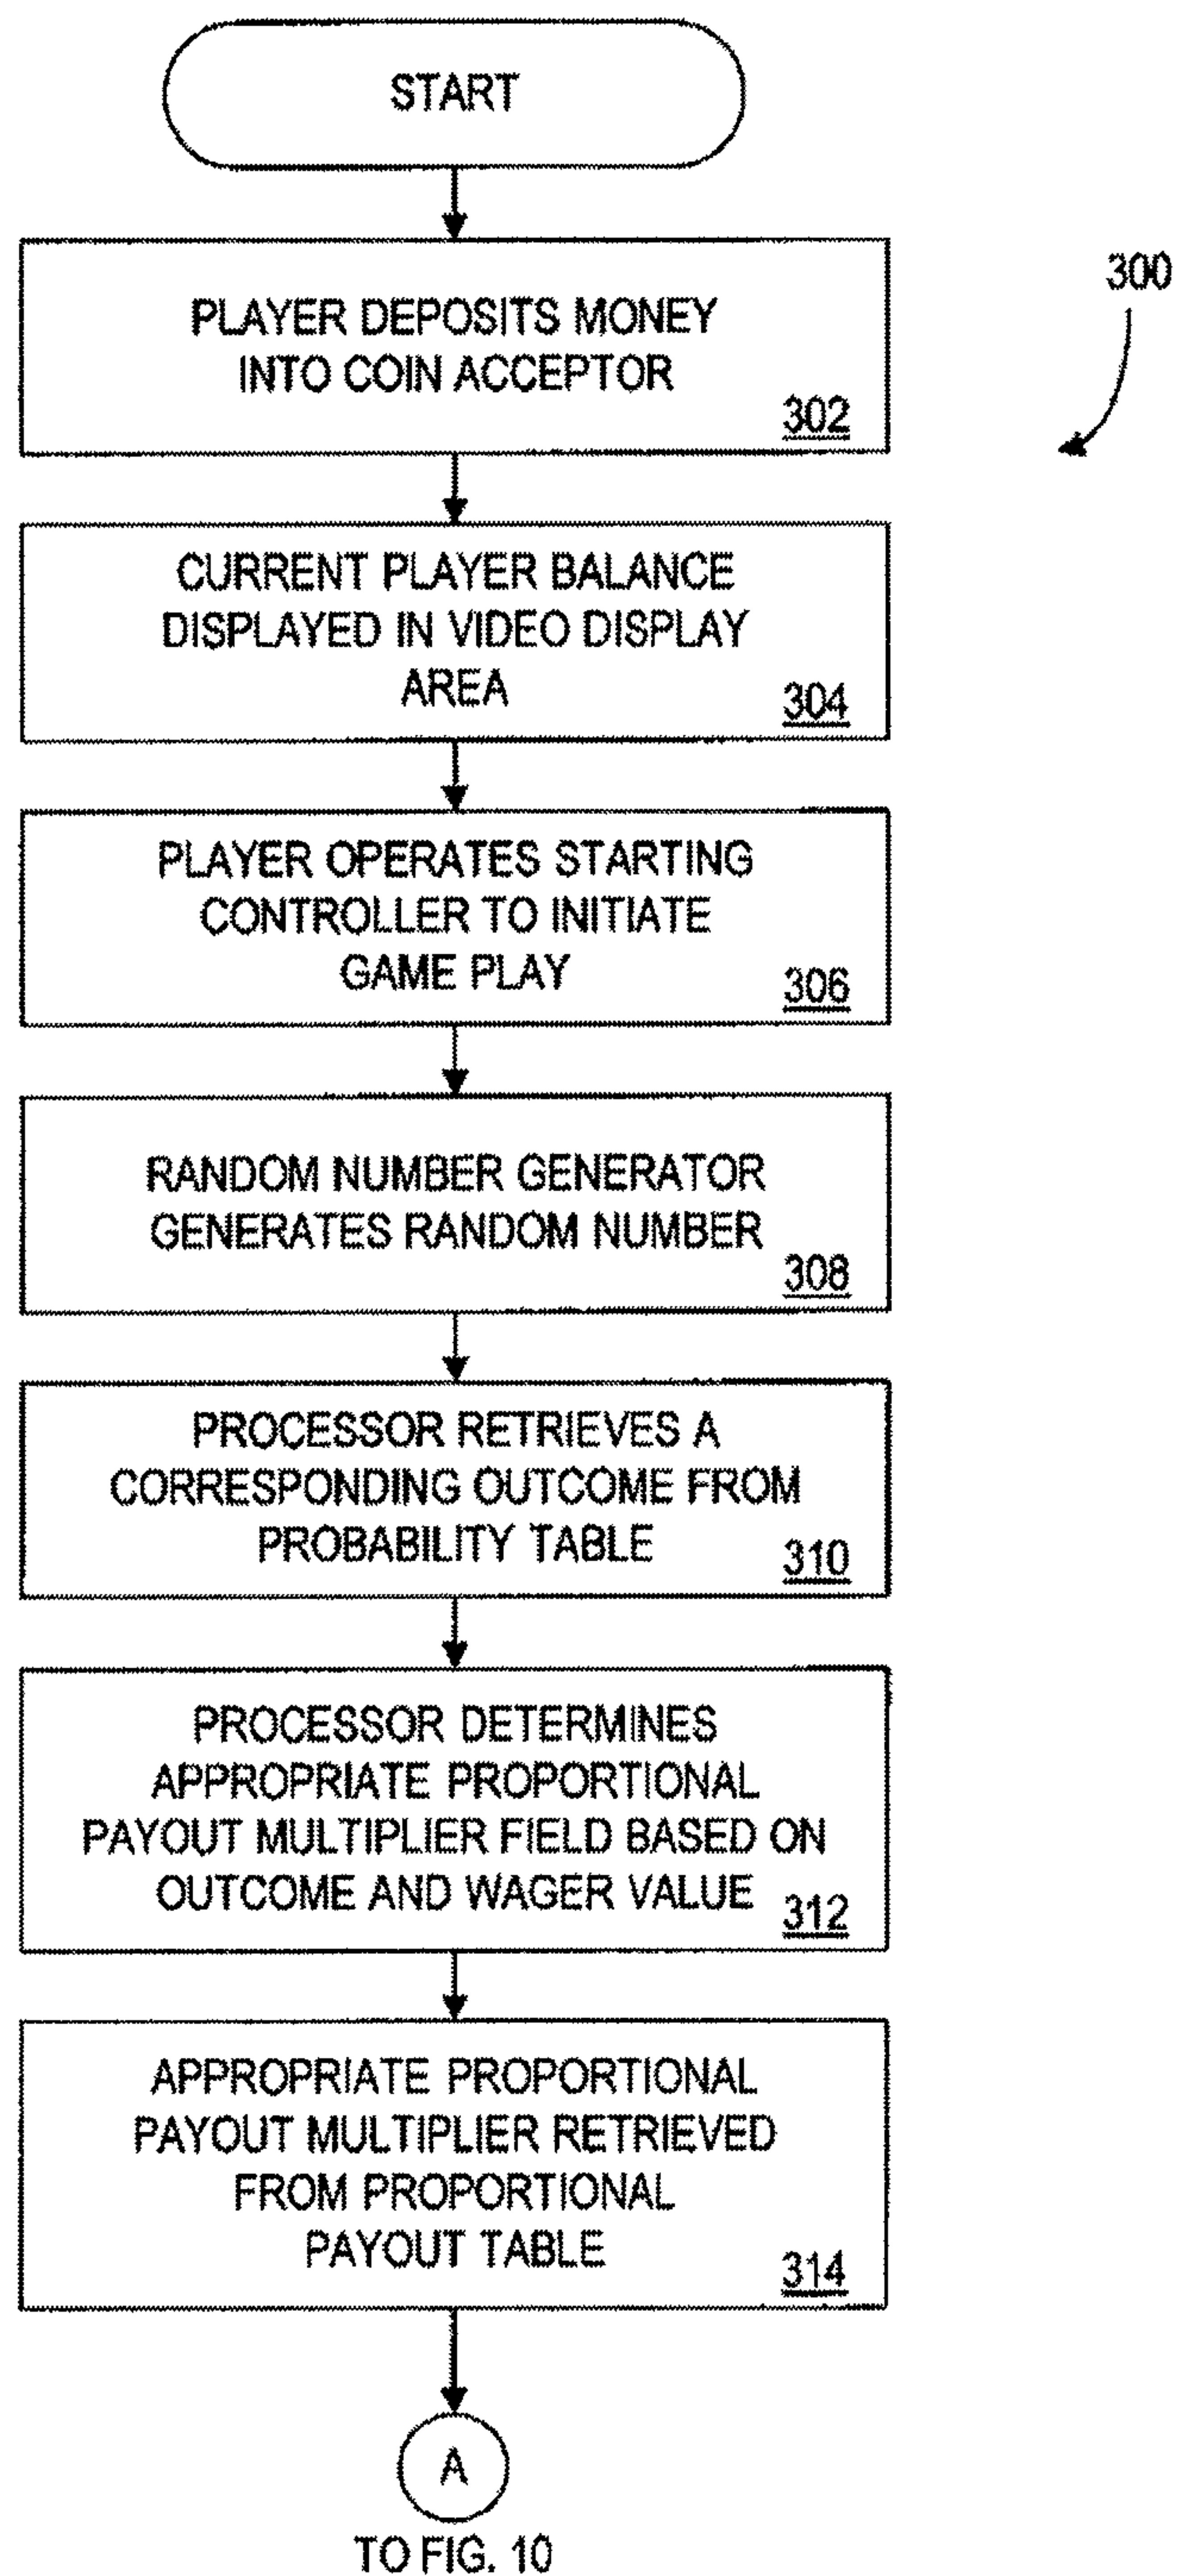 START
PLAYER DEPOSITS MONEY
INTO COIN ACCEPTOR
302
300
CURRENT PLAYER BALANCE
DISPLAYED IN VIDEO DISPLAY
AREA
304
PLAYER OPERATES STARTING
CONTROLLER TO INITIATE
GAME PLAY
306
RANDOM NUMBER GENERATOR
GENERATES RANDOM NUMBER
308
PROCESSOR RETRIEVES A
CORRESPONDING OUTCOME FROM
PROBABILITY TABLE
310
PROCESSOR DETERMINES
APPROPRIATE PROPORTIONAL
PAYOUT MULTIPLIER FIELD BASED ON
OUTCOME AND WAGER VALUE
312
APPROPRIATE PROPORTIONAL
PAYOUT MULTIPLIER RETRIEVED
FROM PROPORTIONAL
PAYOUT TABLE
314
A
TO FIG. 10